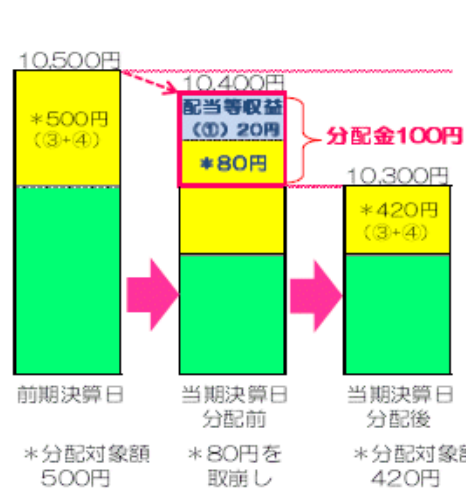 10,500円
10,400円
配当等収益
(①) 20円
*500円
(③+④)
*80円
分配金100円
10,300円
*420円
(③+④)
前期決算日
当期決算日
分配前
当期決算日
分配後
*分配対象額
500円
*80円を
取崩し
*分配対象額
420円